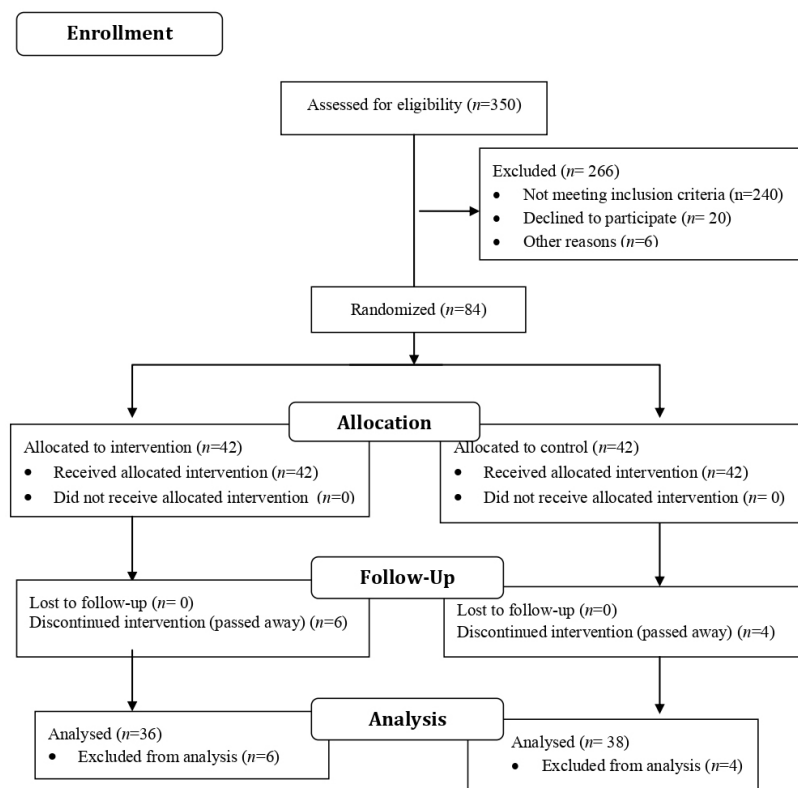 Enrollment
Assessed for eligibility (n=350)
Excluded (n= 266)
• Not meeting inclusion criteria (n=240)
• Declined to participate (n= 20)
• Other reasons (n=6)
Randomized (n=84)
Allocation
Allocated to intervention (n=42)
• Received allocated intervention (n=42)
• Did not receive allocated intervention (n=0)
Allocated to control (n=42)
• Received allocated intervention (n=42)
• Did not receive allocated intervention (n= 0)
Follow-Up
Lost to follow-up (n= 0)
Discontinued intervention (passed away) (n=6)
Lost to follow-up (n=0)
Discontinued intervention (passed away) (n=4)
Analysis
Analysed (n=36)
• Excluded from analysis (n=6)
Analysed (n= 38)
• Excluded from analysis (n=4)